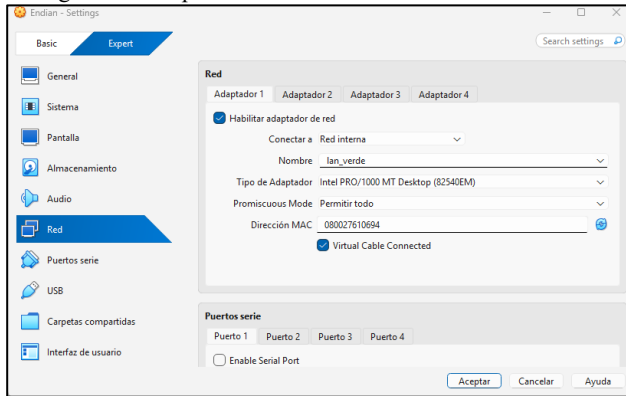 Endian - Settings
Basic
Expert
Search settings
General
Sistema
Pantalla
Almacenamiento
Audio
Red
Puertos serie
USB
Carpetas compartidas
Interfaz de usuario
Red
Adaptador 1 Adaptador 2 Adaptador 3 Adaptador 4
Habilitar adaptador de red
Conectar a Red interna
Nombre lan_verde
Tipo de Adaptador Intel PRO/1000 MT Desktop (82540EM)
Promiscuous Mode Permitir todo
Dirección MAC 080027610694
Virtual Cable Connected
Puertos serie
Puerto 1 Puerto 2 Puerto 3 Puerto 4
Enable Serial Port
Aceptar Cancelar Ayuda